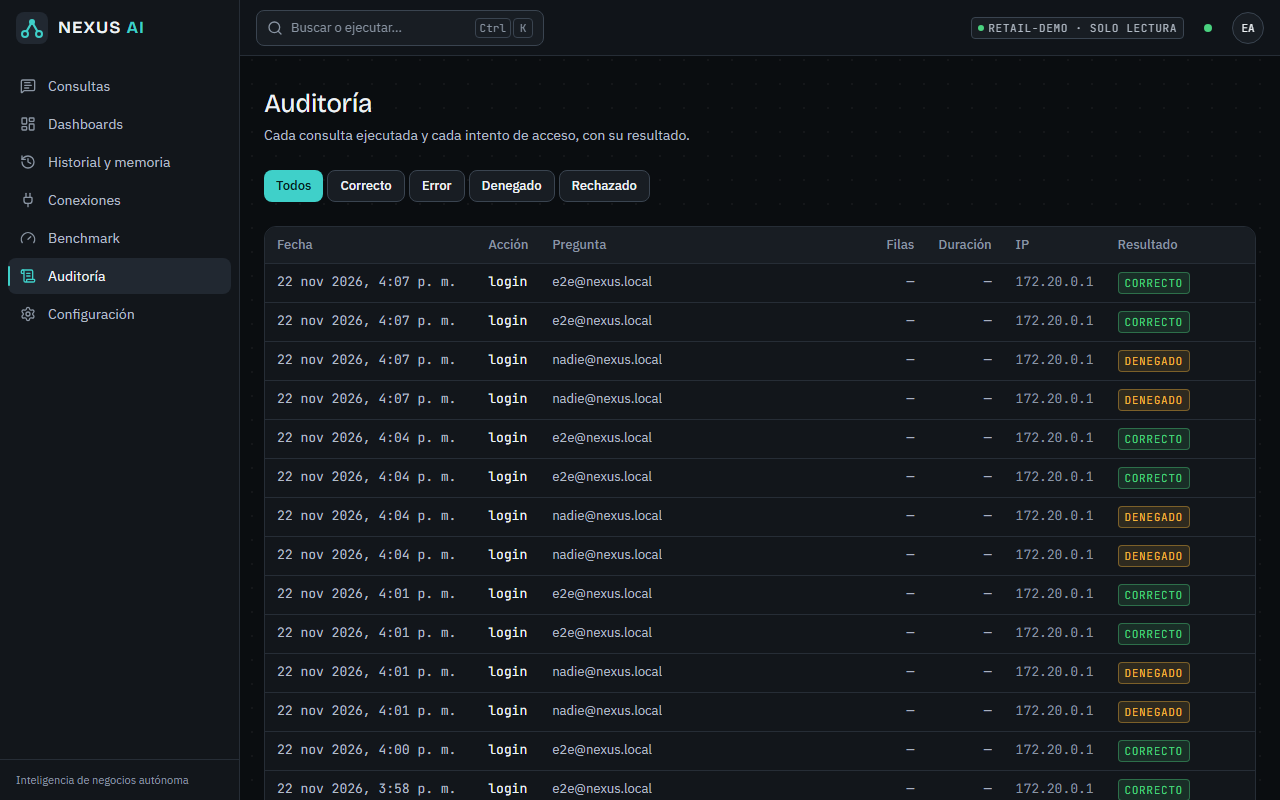 NEXUS AI
Buscar o ejecutar... Ctrl K
RETAIL-DEMO · SOLO LECTURA
EA
Consultas
Dashboards
Historial y memoria
Conexiones
Benchmark
Auditoría
Configuración
Inteligencia de negocios autónoma
Auditoría
Cada consulta ejecutada y cada intento de acceso, con su resultado.
Todos Correcto Error Denegado Rechazado
Fecha Acción Pregunta Filas Duración IP Resultado
22 nov 2026, 4:07 p. m. login e2e@nexus.local — — 172.20.0.1 CORRECTO
22 nov 2026, 4:07 p. m. login e2e@nexus.local — — 172.20.0.1 CORRECTO
22 nov 2026, 4:07 p. m. login nadie@nexus.local — — 172.20.0.1 DENEGADO
22 nov 2026, 4:07 p. m. login nadie@nexus.local — — 172.20.0.1 DENEGADO
22 nov 2026, 4:04 p. m. login e2e@nexus.local — — 172.20.0.1 CORRECTO
22 nov 2026, 4:04 p. m. login e2e@nexus.local — — 172.20.0.1 CORRECTO
22 nov 2026, 4:04 p. m. login nadie@nexus.local — — 172.20.0.1 DENEGADO
22 nov 2026, 4:04 p. m. login nadie@nexus.local — — 172.20.0.1 DENEGADO
22 nov 2026, 4:01 p. m. login e2e@nexus.local — — 172.20.0.1 CORRECTO
22 nov 2026, 4:01 p. m. login e2e@nexus.local — — 172.20.0.1 CORRECTO
22 nov 2026, 4:01 p. m. login nadie@nexus.local — — 172.20.0.1 DENEGADO
22 nov 2026, 4:01 p. m. login nadie@nexus.local — — 172.20.0.1 DENEGADO
22 nov 2026, 4:00 p. m. login e2e@nexus.local — — 172.20.0.1 CORRECTO
22 nov 2026, 3:58 p. m. login e2e@nexus.local — — 172.20.0.1 CORRECTO